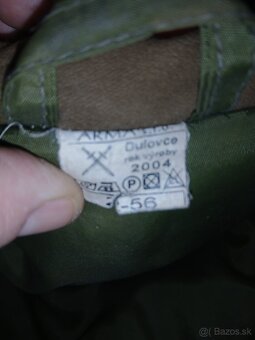 ARMA s.r.o.
Dulovce
rok výroby
2004
P
-56
© Bazos.sk